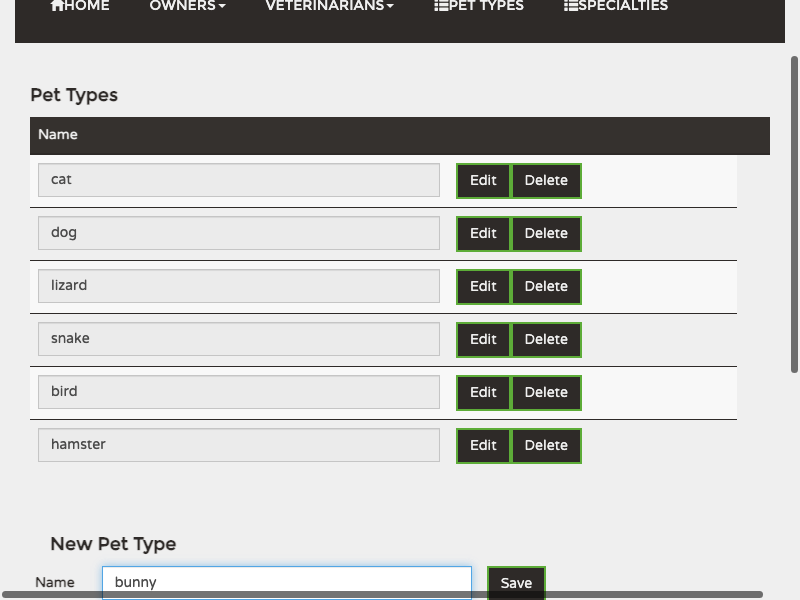 HOME OWNERS VETERINARIANS PET TYPES SPECIALTIES
Pet Types
Name
cat Edit Delete
dog Edit Delete
lizard Edit Delete
snake Edit Delete
bird Edit Delete
hamster Edit Delete
New Pet Type
Name bunny Save